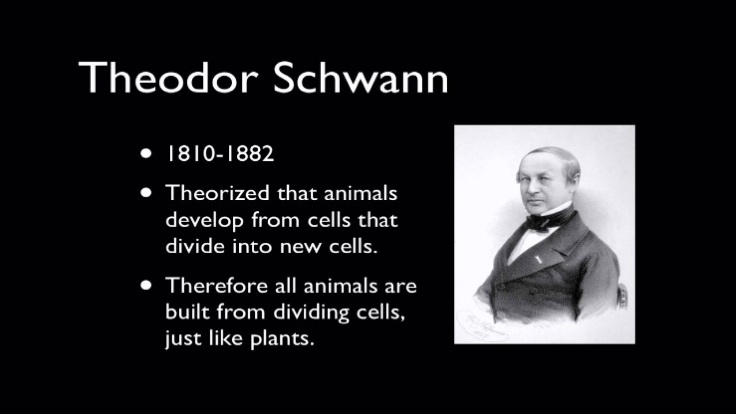 Theodor Schwann
• 1810-1882
• Theorized that animals
develop from cells that
divide into new cells.
• Therefore all animals are
built from dividing cells,
just like plants.